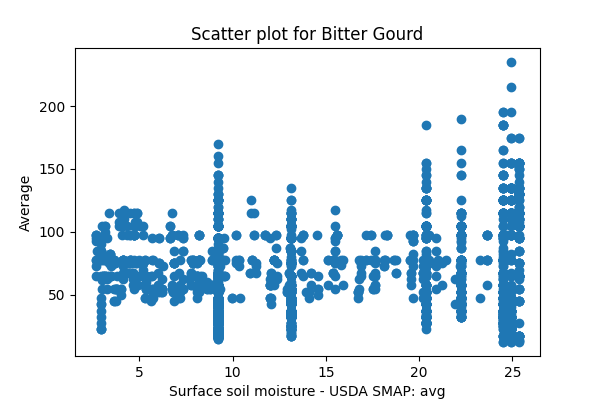 Scatter plot for Bitter Gourd
200
150
100
50
Average
5 10 15 20 25
Surface soil moisture - USDA SMAP: avg